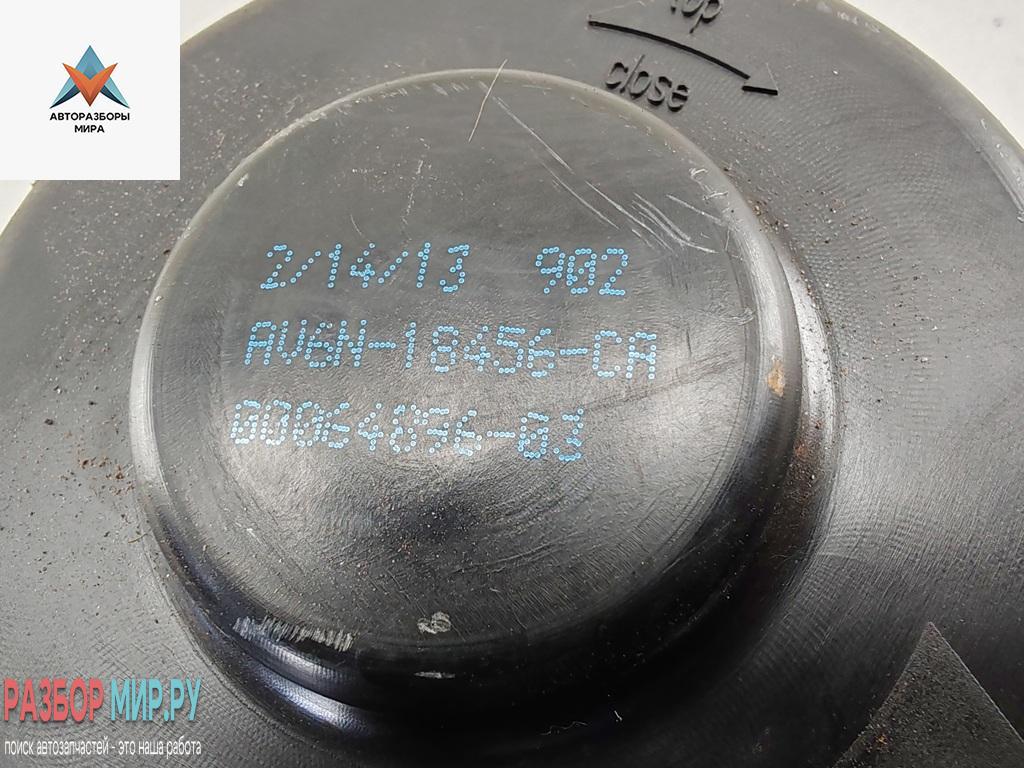 АВТОРАЗБОРЫ
МИРА
top
close
2/14/13 902
AV6N-18456-CA
00064856-03
РАЗБОР МИР.РУ
поиск автозапчастей - это наша работа